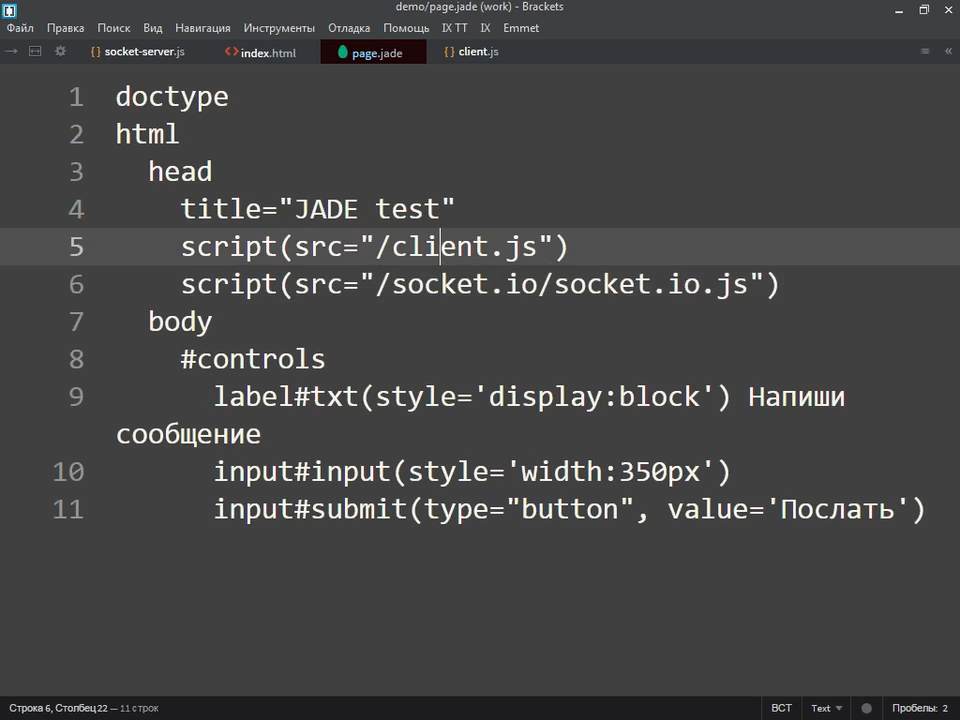 demo/page.jade (work) - Brackets
Файл Правка Поиск Вид Навигация Инструменты Отладка Помощь IX TT IX Emmet
{} socket-server.js <> index.html page.jade {} client.js
1 doctype
2 html
3 head
4 title="JADE test"
5 script(src="/client.js")
6 script(src="/socket.io/socket.io.js")
7 body
8 #controls
9 label#txt(style='display:block') Напиши
сообщение
10 input#input(style='width:350px')
11 input#submit(type="button", value='Послать')
Строка 6, Столбец 22 — 11 строк ВСТ Text Пробелы: 2